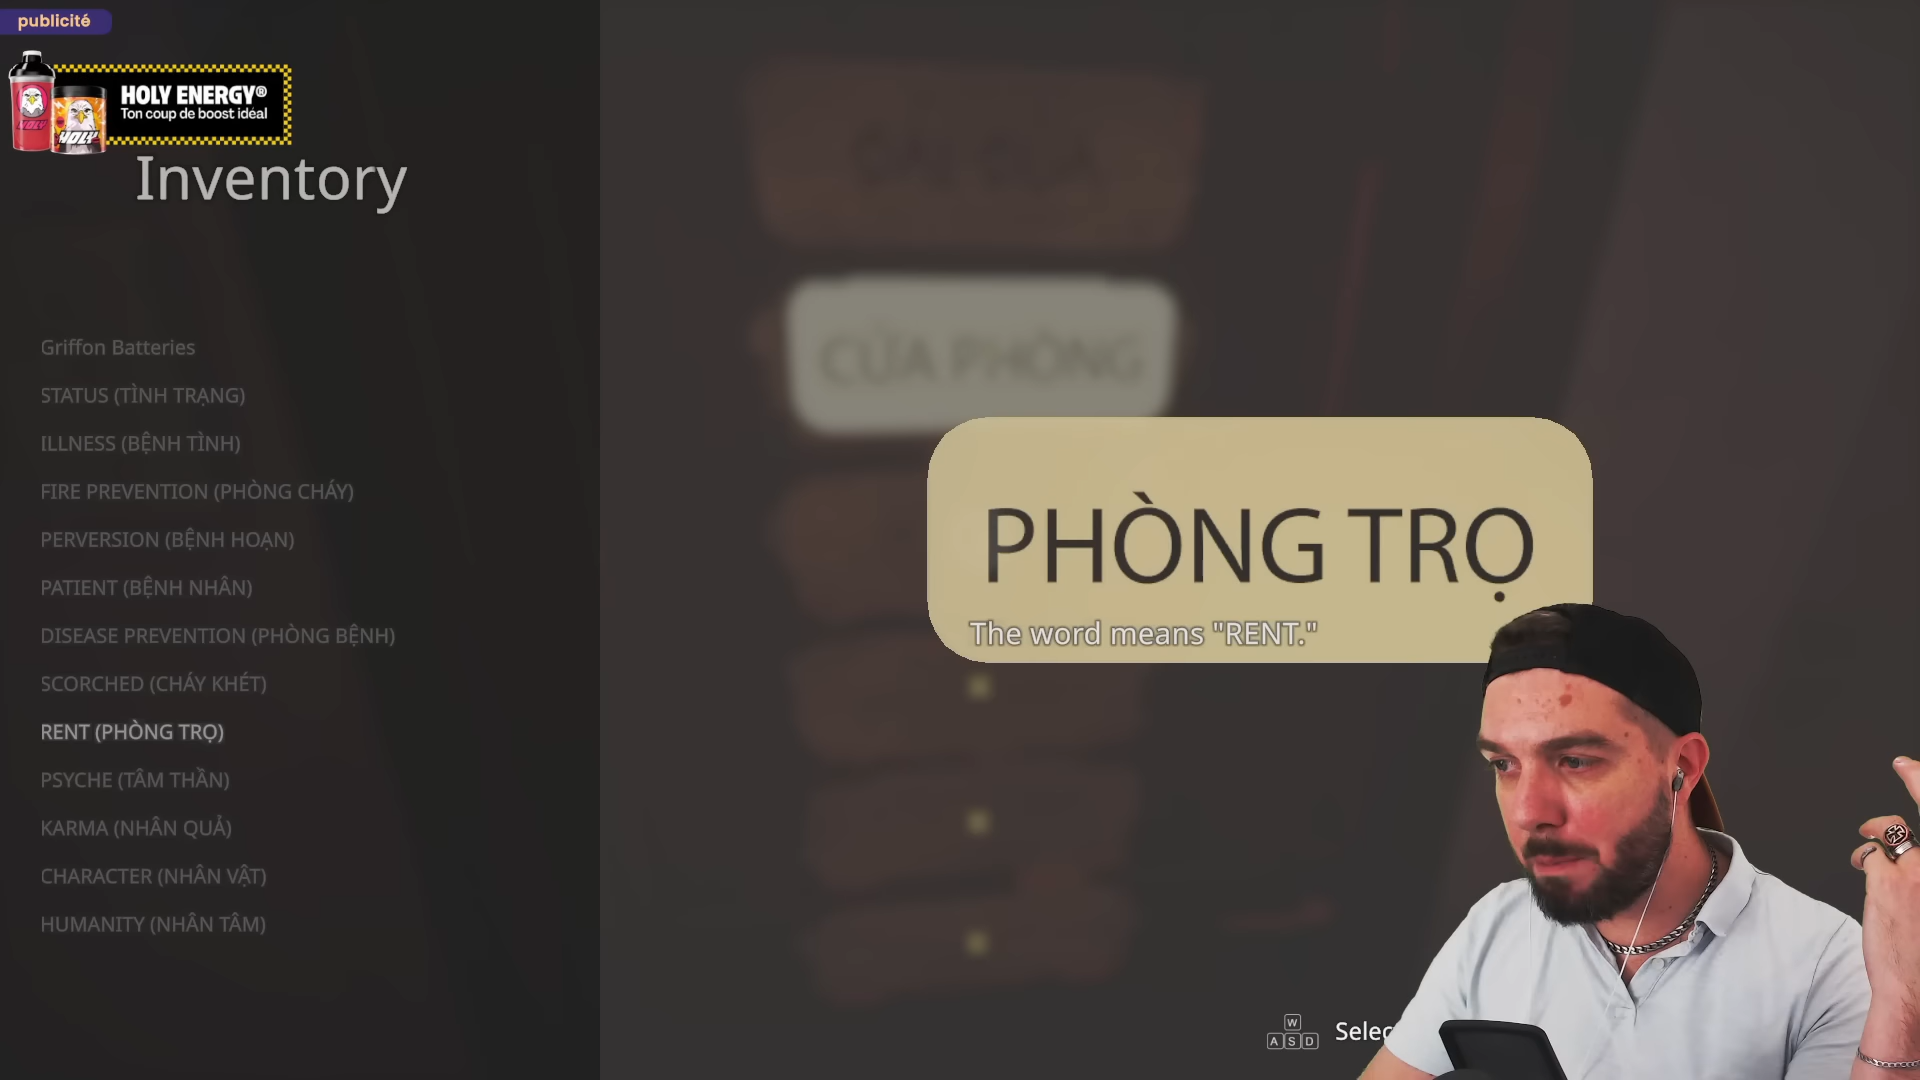 publicité
HOLY ENERGY®
Ton coup de boost idéal
HOLY
Inventory
Griffon Batteries
STATUS (TÌNH TRẠNG)
ILLNESS (BỆNH TÌNH)
FIRE PREVENTION (PHÒNG CHÁY)
PERVERSION (BỆNH HOẠN)
PATIENT (BỆNH NHÂN)
DISEASE PREVENTION (PHÒNG BỆNH)
SCORCHED (CHÁY KHÉT)
RENT (PHÒNG TRỌ)
PSYCHE (TÂM THẦN)
KARMA (NHÂN QUẢ)
CHARACTER (NHÂN VẬT)
HUMANITY (NHÂN TÂM)
CỬA PHÒNG
PHÒNG TRỌ
The word means "RENT."
W
A S D
Selec